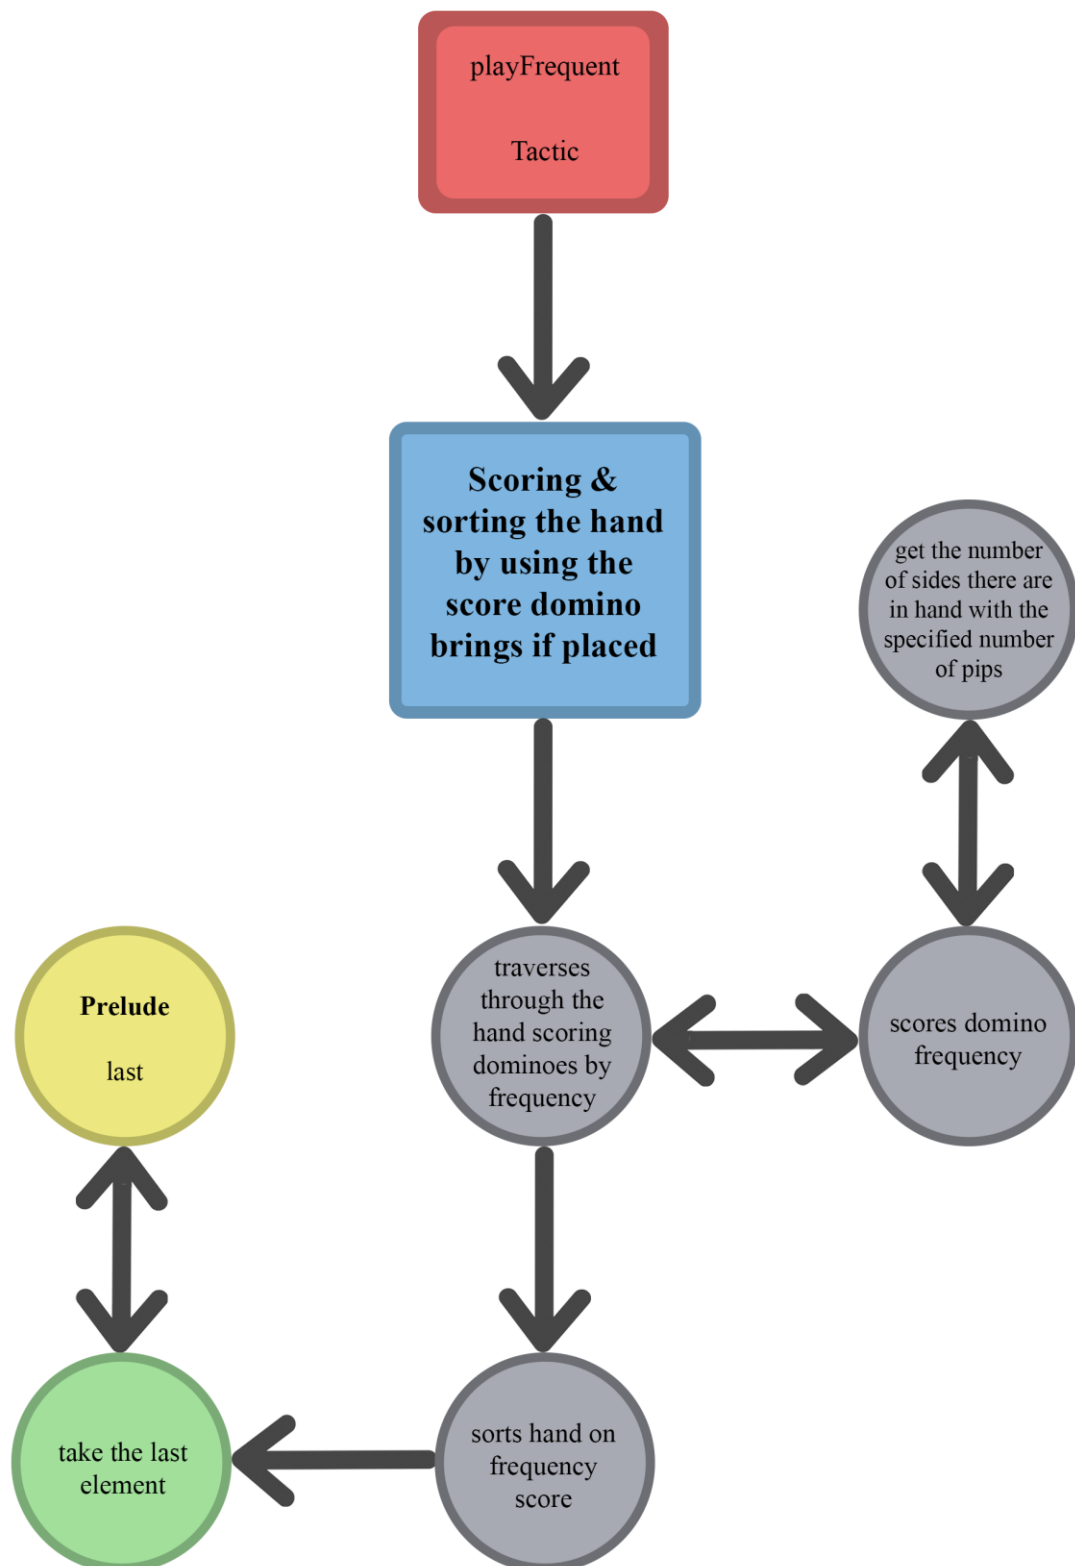 playFrequent
Tactic
Scoring &
sorting the hand
by using the
score domino
brings if placed
get the number
of sides there are
in hand with the
specified number
of pips
traverses
through the
hand scoring
dominoes by
frequency
scores domino
frequency
Prelude
last
sorts hand on
frequency
score
take the last
element